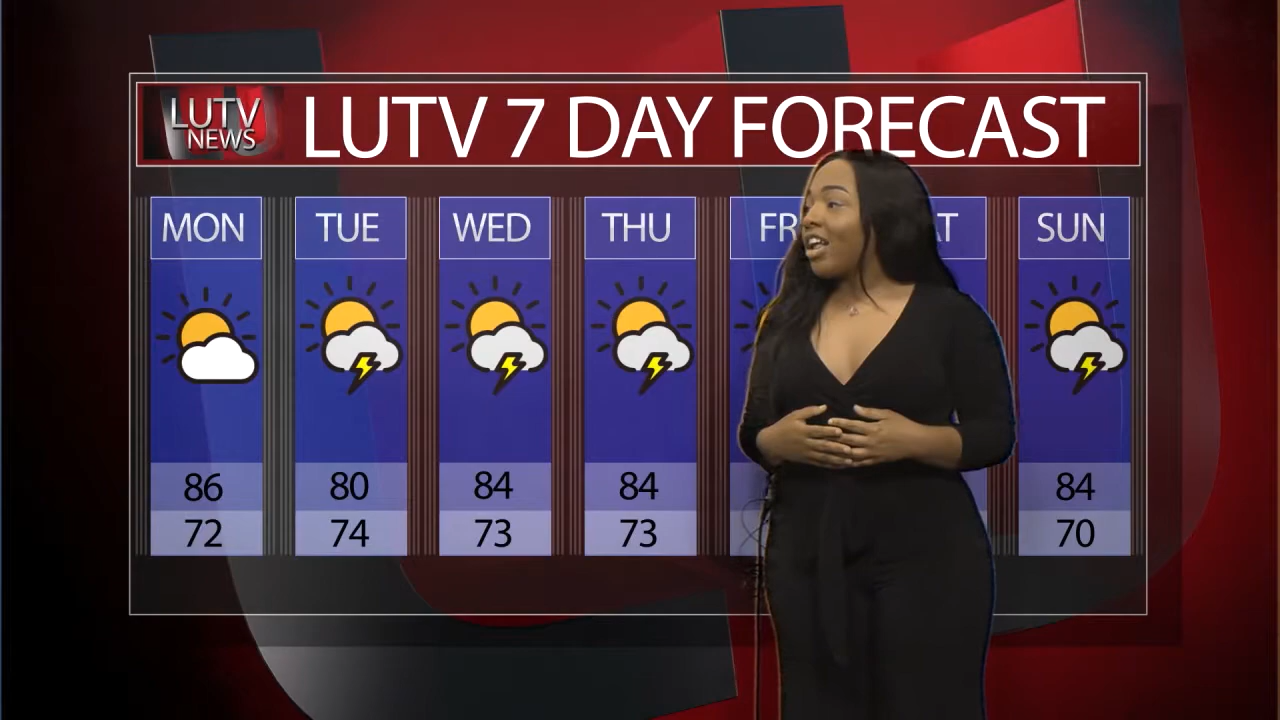 LUTV
NEWS
LUTV 7 DAY FORECAST
MON TUE WED THU SUN
86 80 84 84 84
72 74 73 73 70